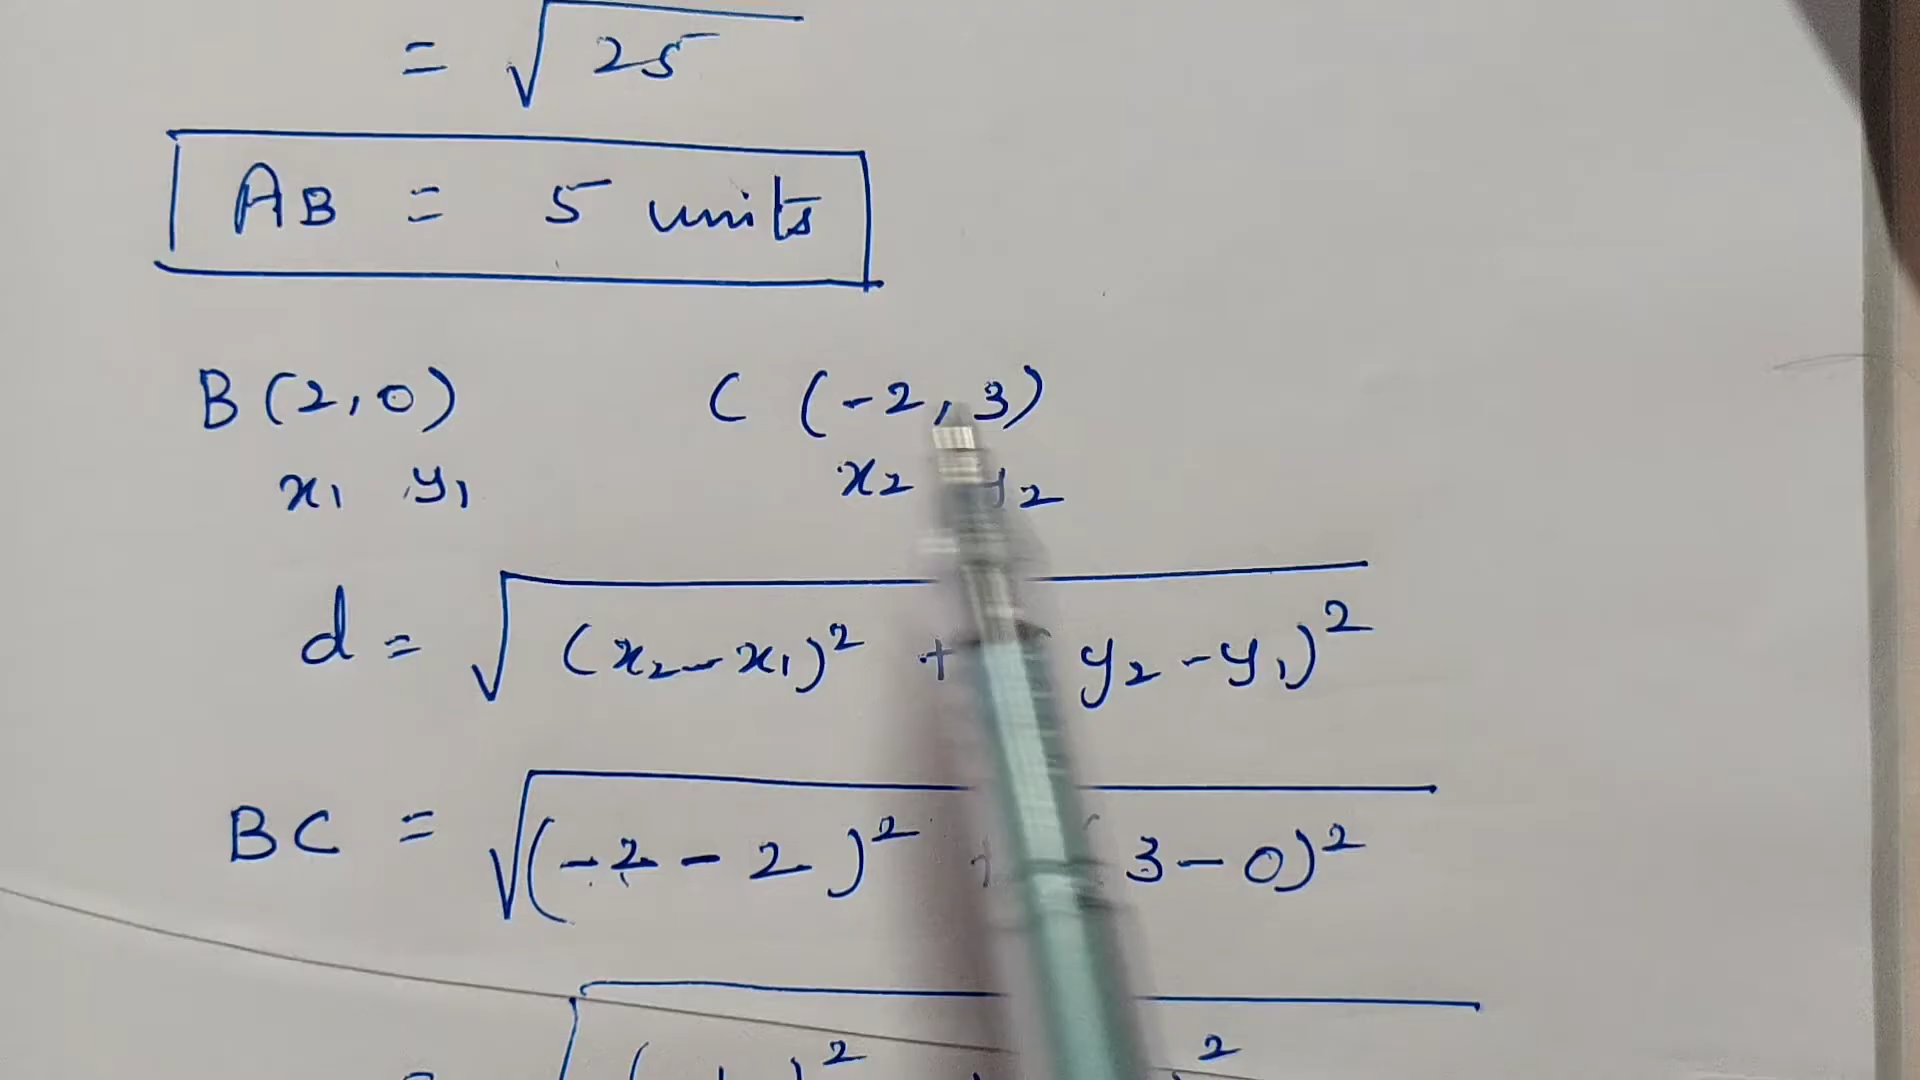 = √25
AB = 5 units
B (2, 0) C (-2, 3)
x₁ y₁ x₂ y₂
d = √(x₂ - x₁)² + y₂ - y₁)²
BC = √(-2 - 2)² 3 - 0)²